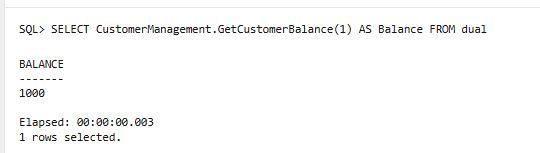 SQL> SELECT CustomerManagement.GetCustomerBalance(1) AS Balance FROM dual
BALANCE
-------
1000
Elapsed: 00:00:00.003
1 rows selected.